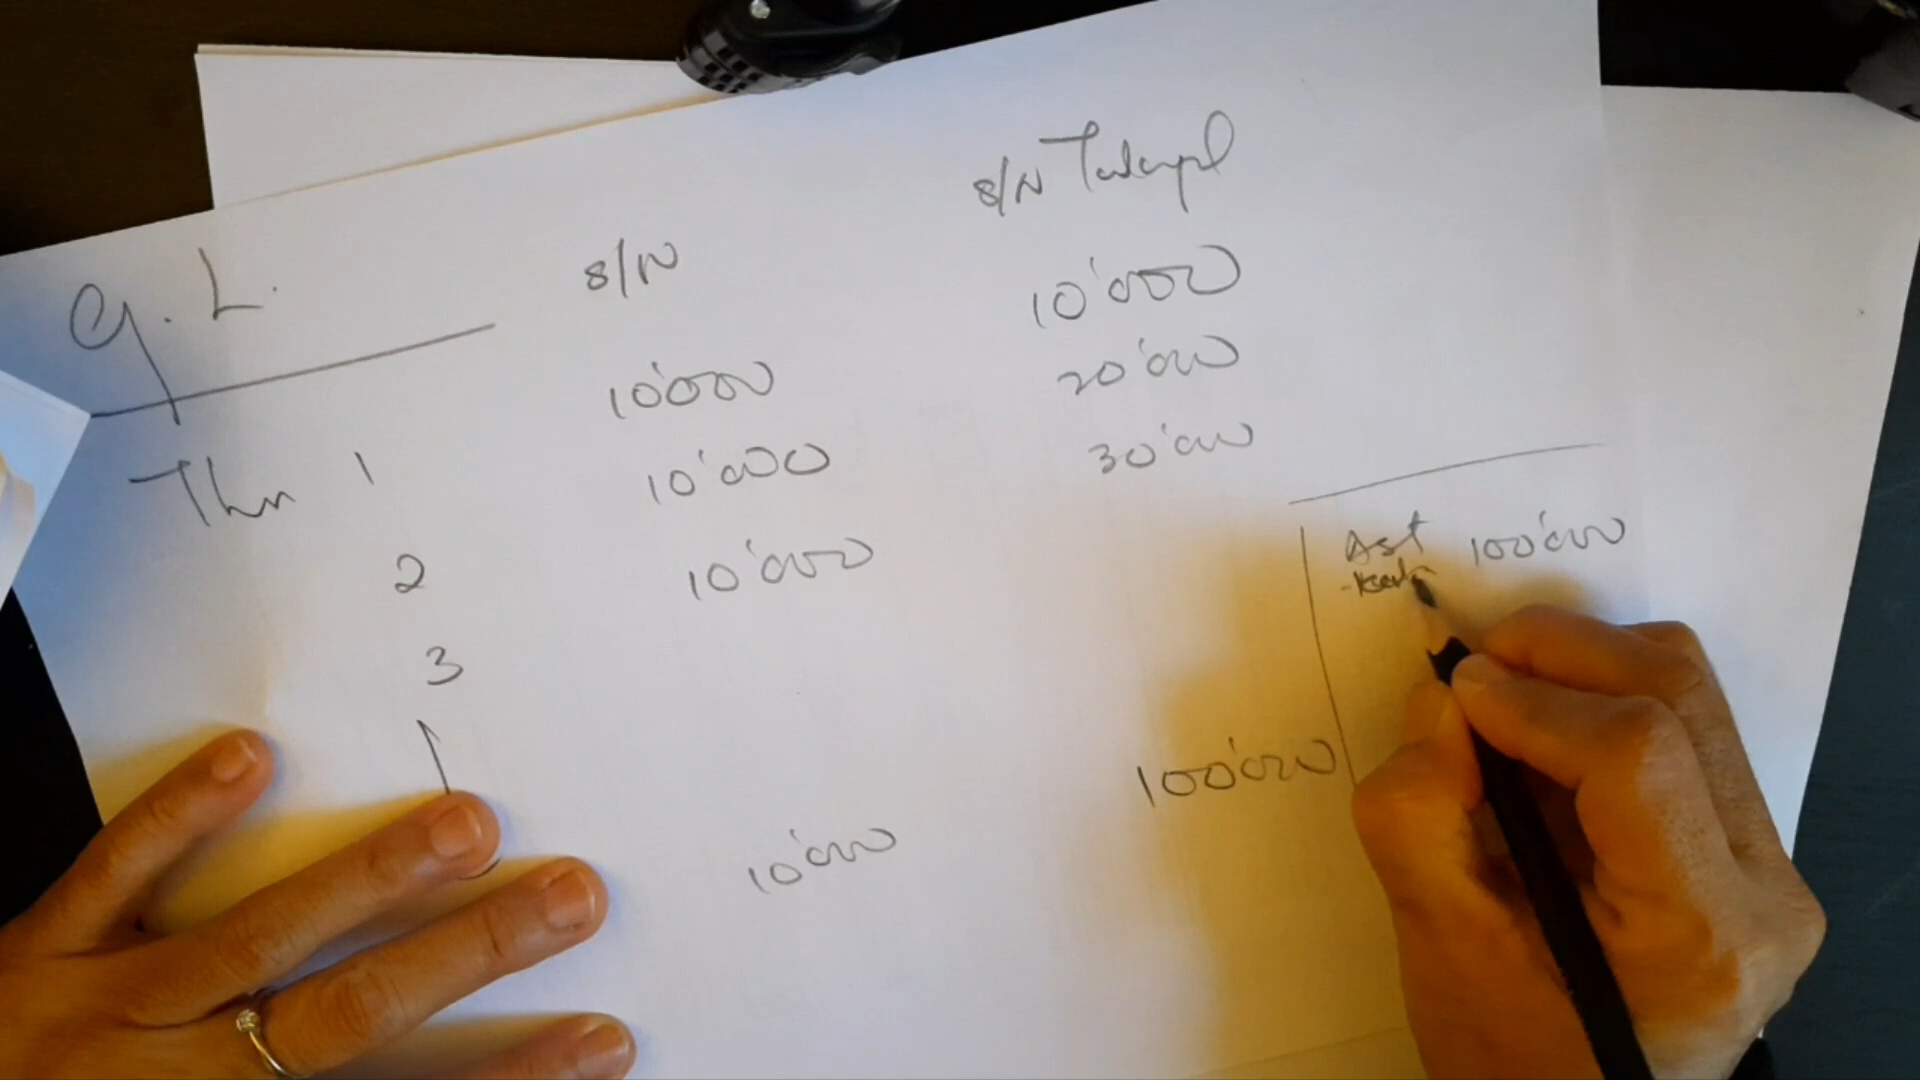 G. L. S/N S/N Terkumpul
Thn 1 10'000 10'000
2 10'000 20'000
3 10'000 30'000
10'000 100'000
Ast 100'000